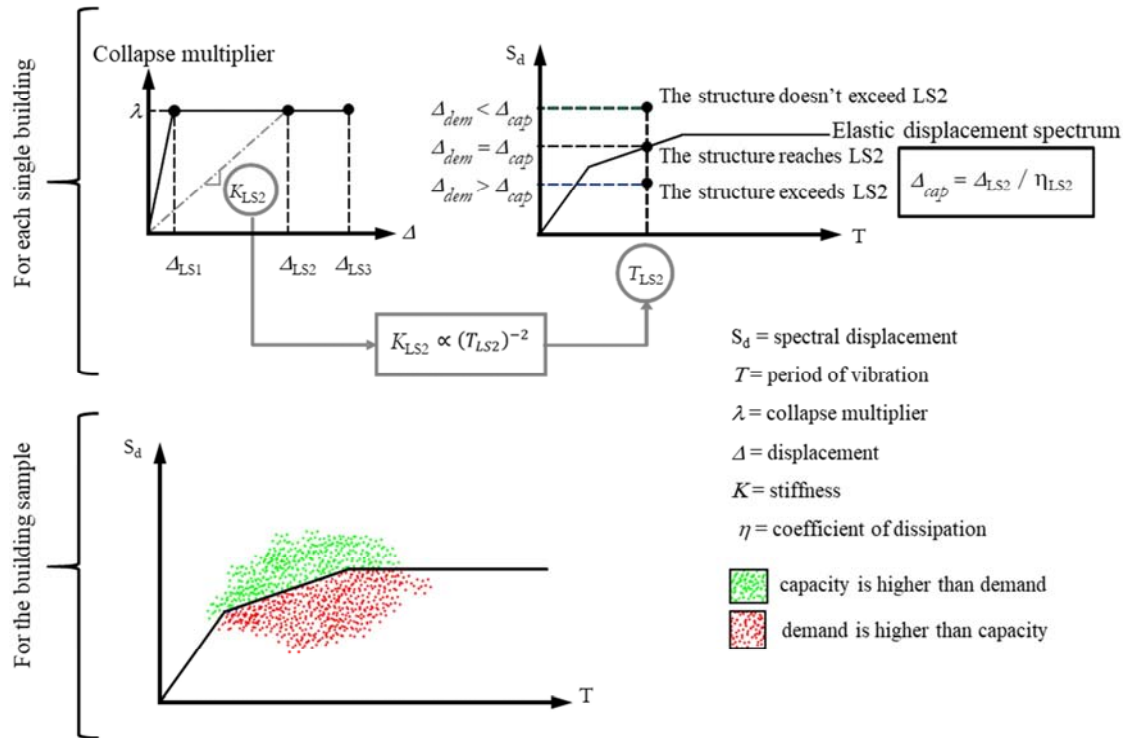 For each single building
Collapse multiplier
λ
K_LS2
Δ
Δ_LS1
Δ_LS2
Δ_LS3
S_d
Δ_dem < Δ_cap
The structure doesn't exceed LS2
Elastic displacement spectrum
Δ_dem = Δ_cap
The structure reaches LS2
Δ_dem > Δ_cap
The structure exceeds LS2
Δ_cap = Δ_LS2 / η_LS2
T
T_LS2
K_LS2 ∝ (T_LS2)^−2
S_d = spectral displacement
T = period of vibration
λ = collapse multiplier
Δ = displacement
K = stiffness
η = coefficient of dissipation
capacity is higher than demand
demand is higher than capacity
For the building sample
S_d
T